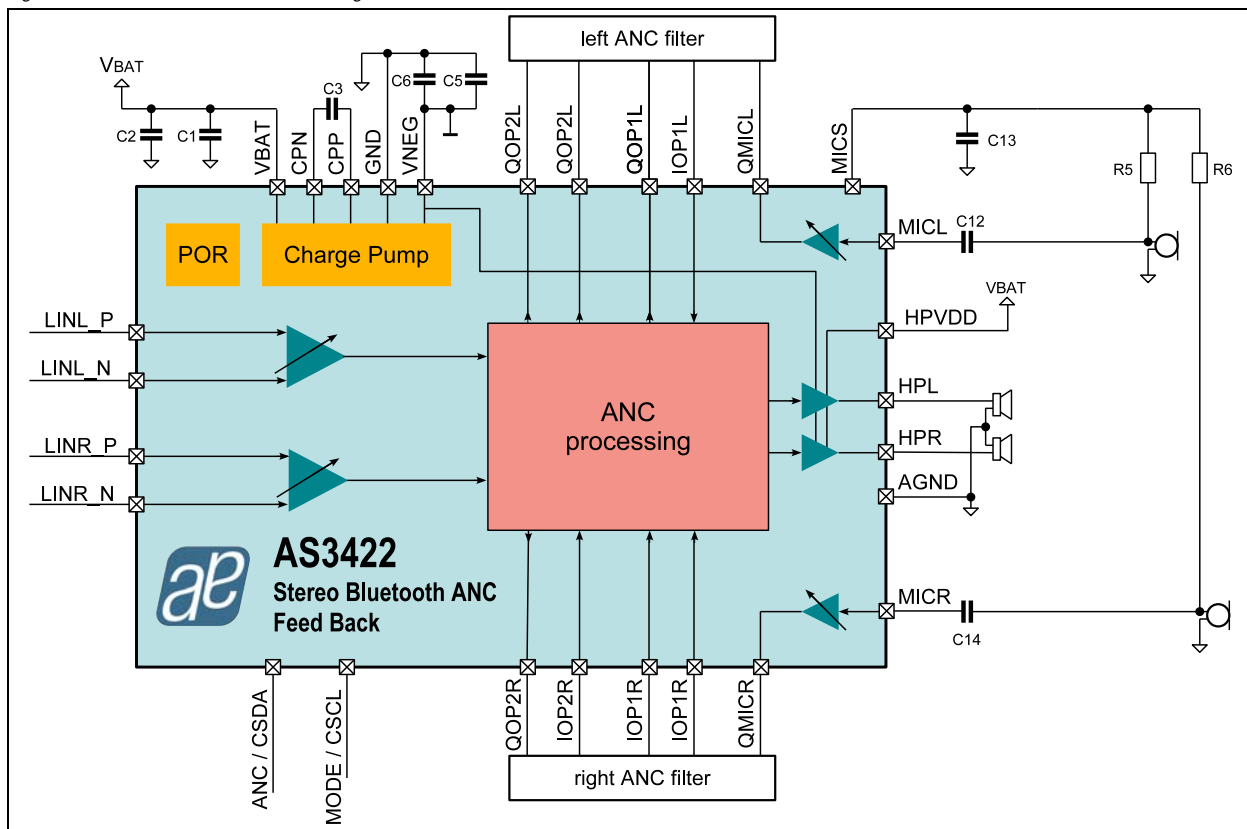 left ANC filter
VBAT
C2
C1
C3
C6
C5
VBAT
CPN
CPP
GND
VNEG
QOP2L
QOP2L
QOP1L
IOP1L
QMICL
MICS
C13
R5
R6
POR
Charge Pump
MICL
C12
VBAT
HPVDD
LINL_P
LINL_N
LINR_P
LINR_N
ANC
processing
HPL
HPR
AGND
ae
AS3422
Stereo Bluetooth ANC
Feed Back
MICR
C14
ANC / CSDA
MODE / CSCL
QOP2R
IOP2R
IOP1R
IOP1R
QMICR
right ANC filter